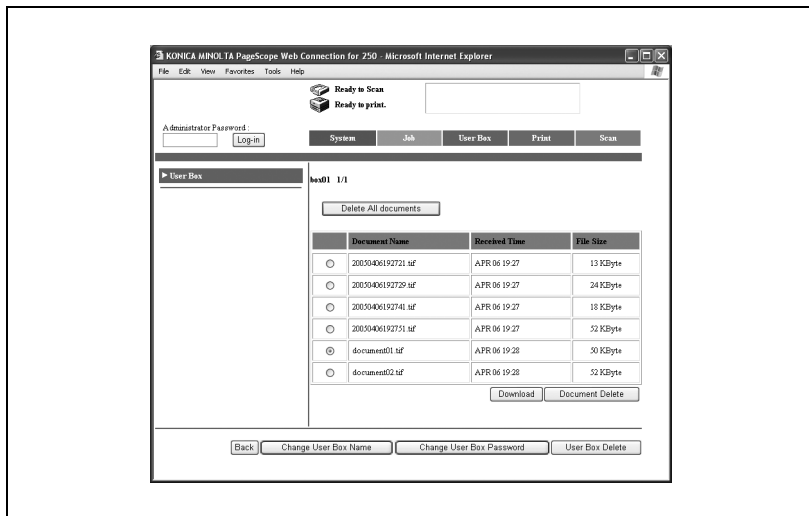 KONICA MINOLTA PageScope Web Connection for 250 - Microsoft Internet Explorer
File Edit View Favorites Tools Help
Ready to Scan
Ready to print.
Administrator Password :
Log-in
System Job User Box Print Scan
User Box
box01 1/1
Delete All documents
Document Name Received Time File Size
20050406192721.tif APR 06 19:27 13 KByte
20050406192729.tif APR 06 19:27 24 KByte
20050406192741.tif APR 06 19:27 18 KByte
20050406192751.tif APR 06 19:27 52 KByte
document01.tif APR 06 19:28 50 KByte
document02.tif APR 06 19:28 52 KByte
Download Document Delete
Back Change User Box Name Change User Box Password User Box Delete